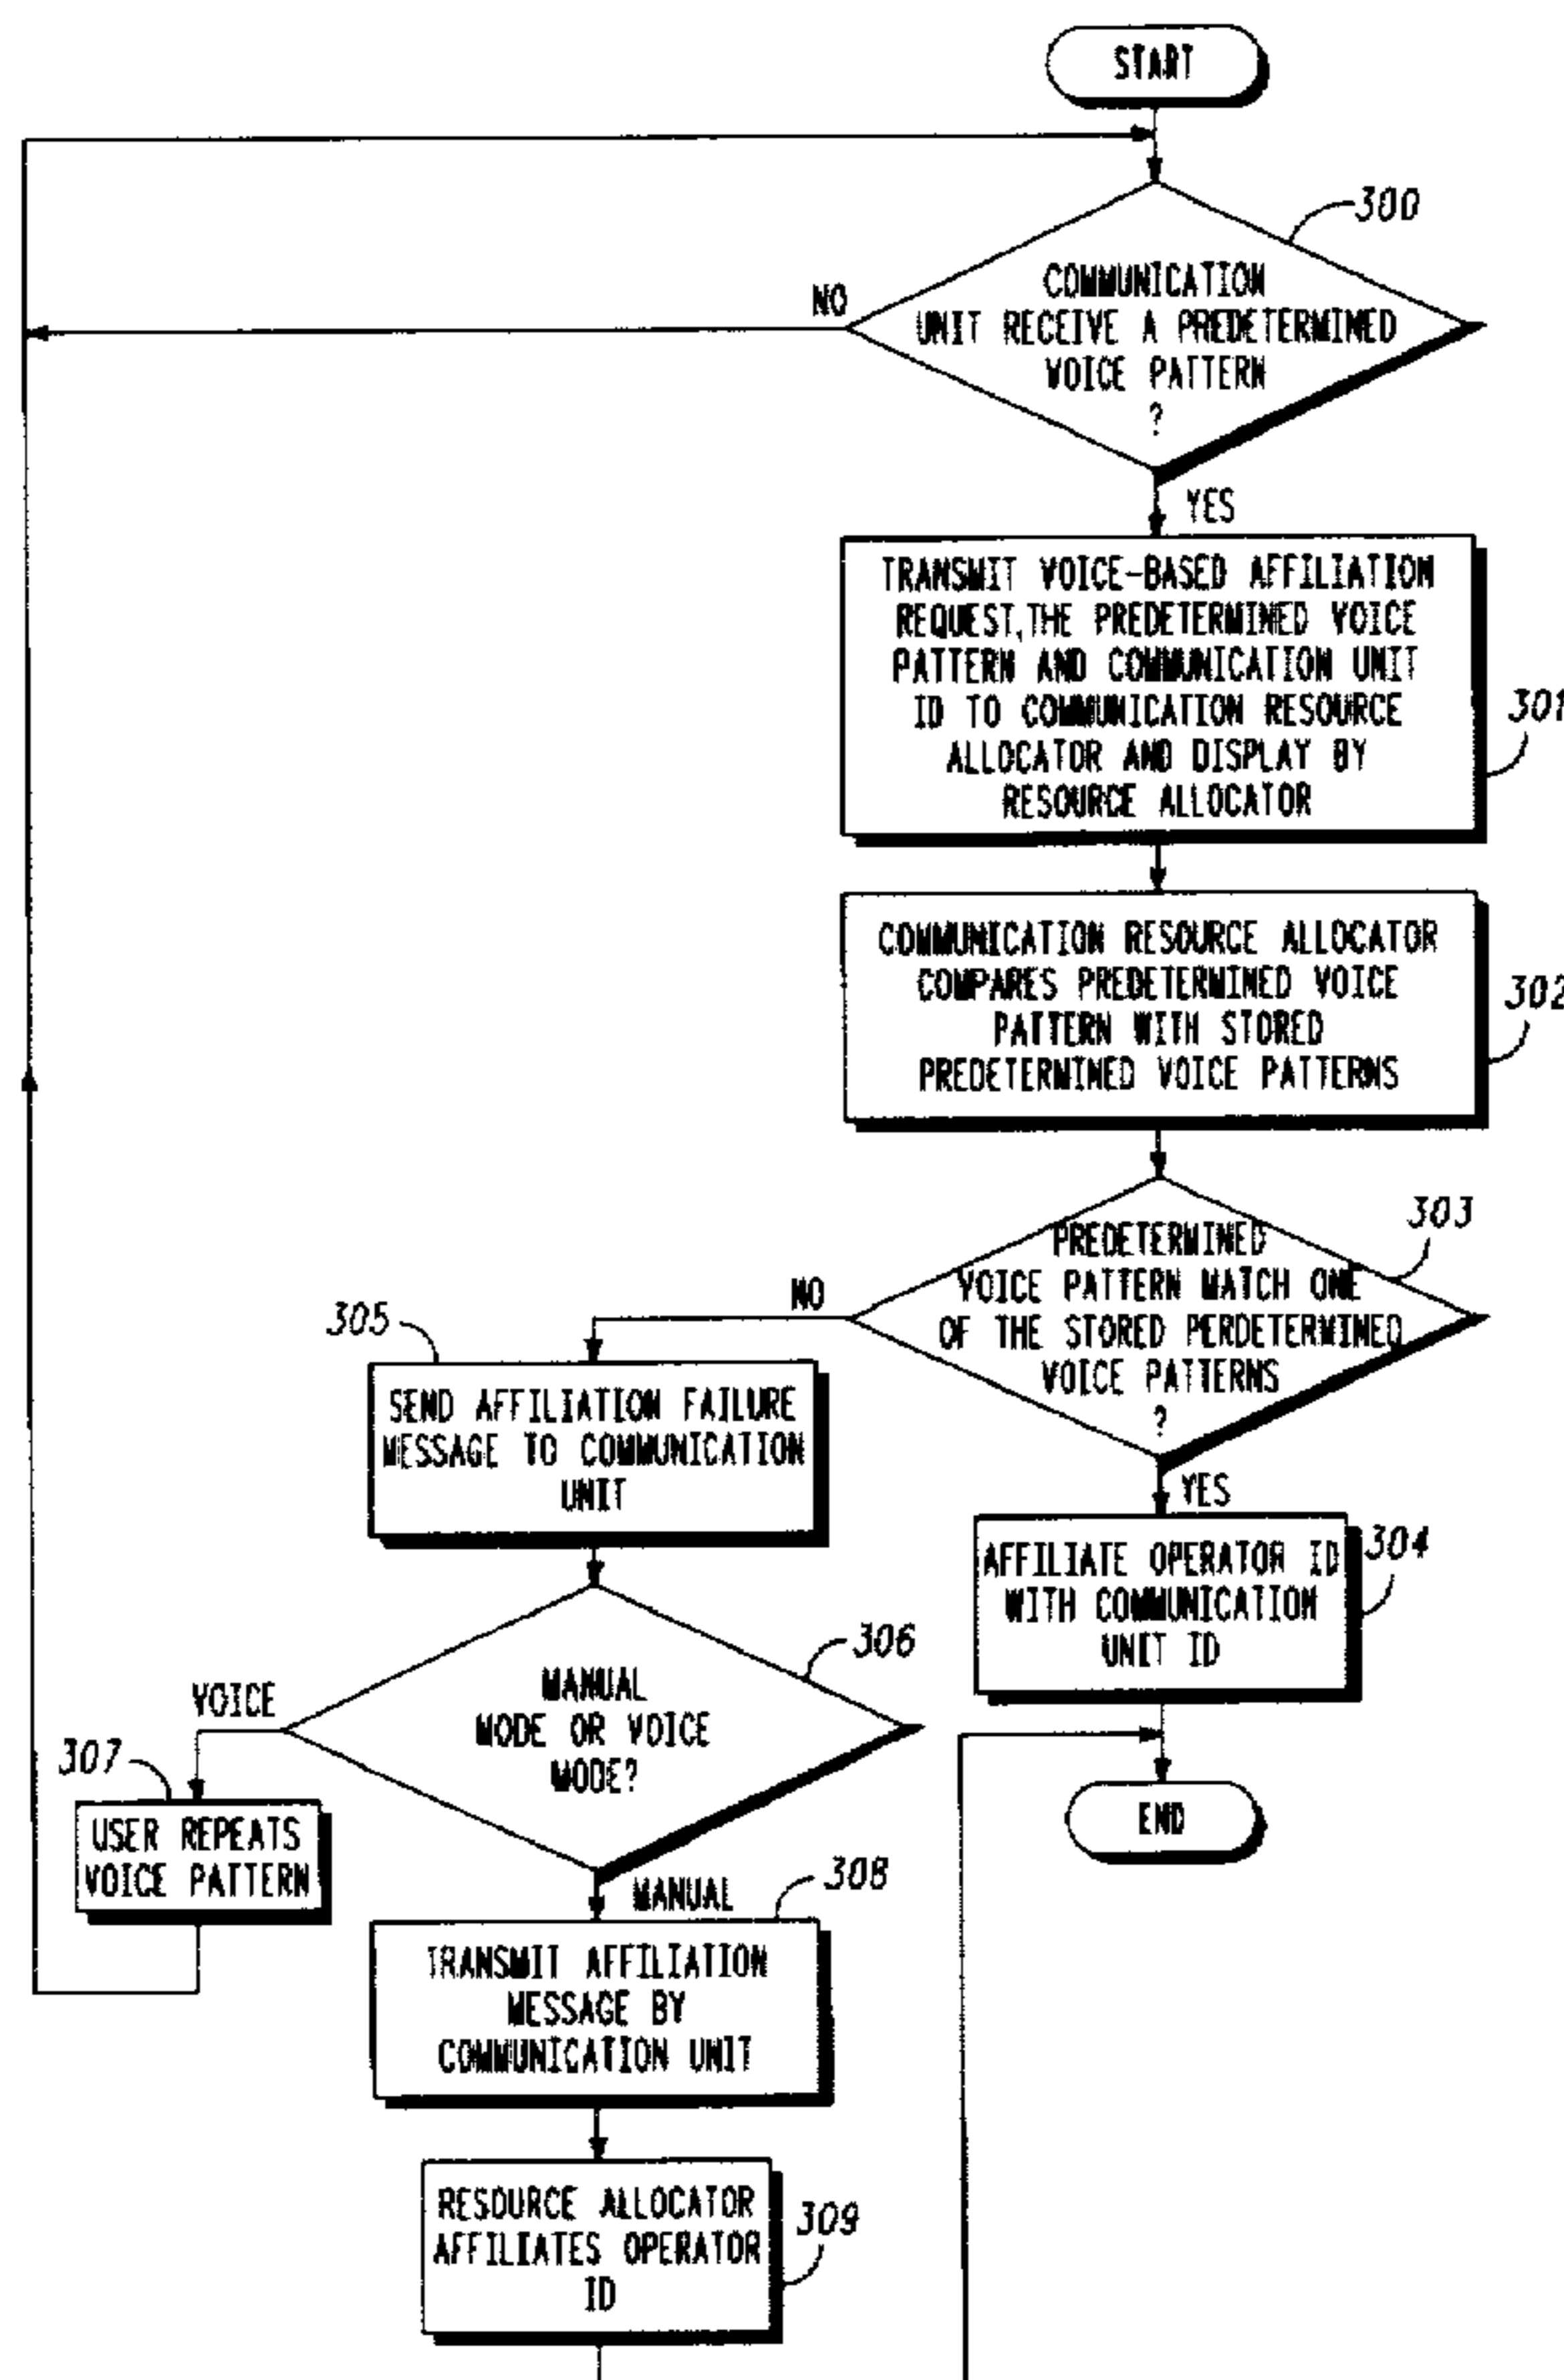 START
300
COMMUNICATION
UNIT RECEIVE A PREDETERMINED
VOICE PATTERN
?
NO
YES
TRANSMIT VOICE-BASED AFFILIATION
REQUEST, THE PREDETERMINED VOICE
PATTERN AND COMMUNICATION UNIT
ID TO COMMUNICATION RESOURCE
ALLOCATOR AND DISPLAY BY
RESOURCE ALLOCATOR
301
COMMUNICATION RESOURCE ALLOCATOR
COMPARES PREDETERMINED VOICE
PATTERN WITH STORED
PREDETERMINED VOICE PATTERNS
302
303
PREDETERMINED
VOICE PATTERN MATCH ONE
OF THE STORED PERDETERMINED
VOICE PATTERNS
?
NO
YES
305
SEND AFFILIATION FAILURE
MESSAGE TO COMMUNICATION
UNIT
AFFILIATE OPERATOR ID
WITH COMMUNICATION
UNIT ID
304
306
MANUAL
MODE OR VOICE
MODE?
VOICE
307
USER REPEATS
VOICE PATTERN
END
MANUAL
308
TRANSMIT AFFILIATION
MESSAGE BY
COMMUNICATION UNIT
RESOURCE ALLOCATOR
AFFILIATES OPERATOR
ID
309